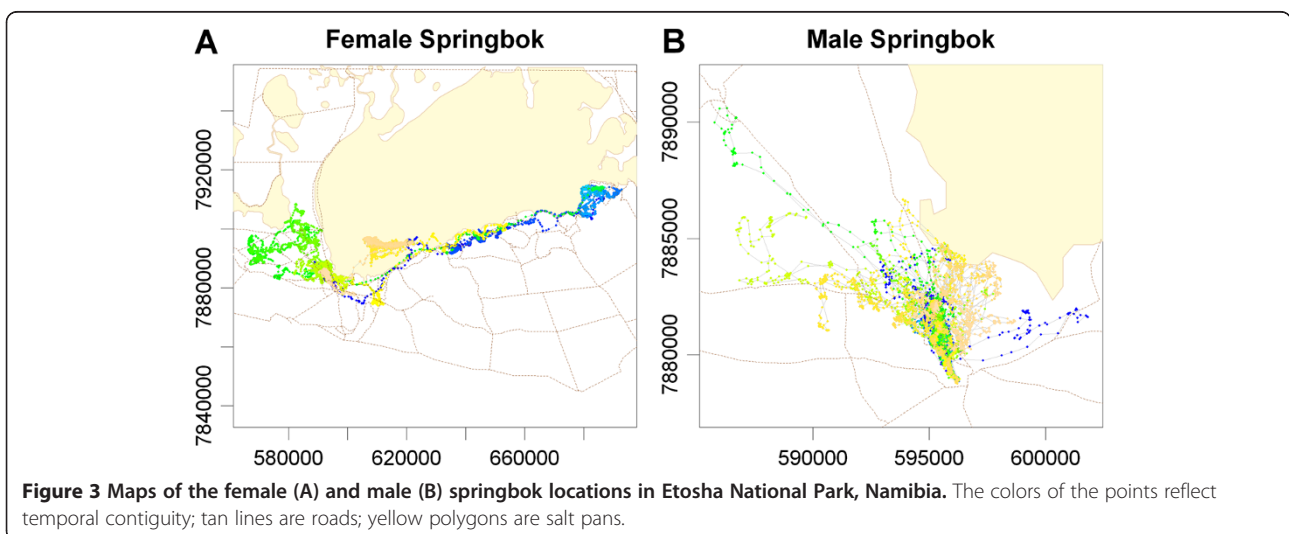 A Female Springbok
B Male Springbok
7920000
7880000
7840000
580000 620000 660000
7890000
7885000
7880000
590000 595000 600000
Figure 3 Maps of the female (A) and male (B) springbok locations in Etosha National Park, Namibia. The colors of the points reflect
temporal contiguity; tan lines are roads; yellow polygons are salt pans.